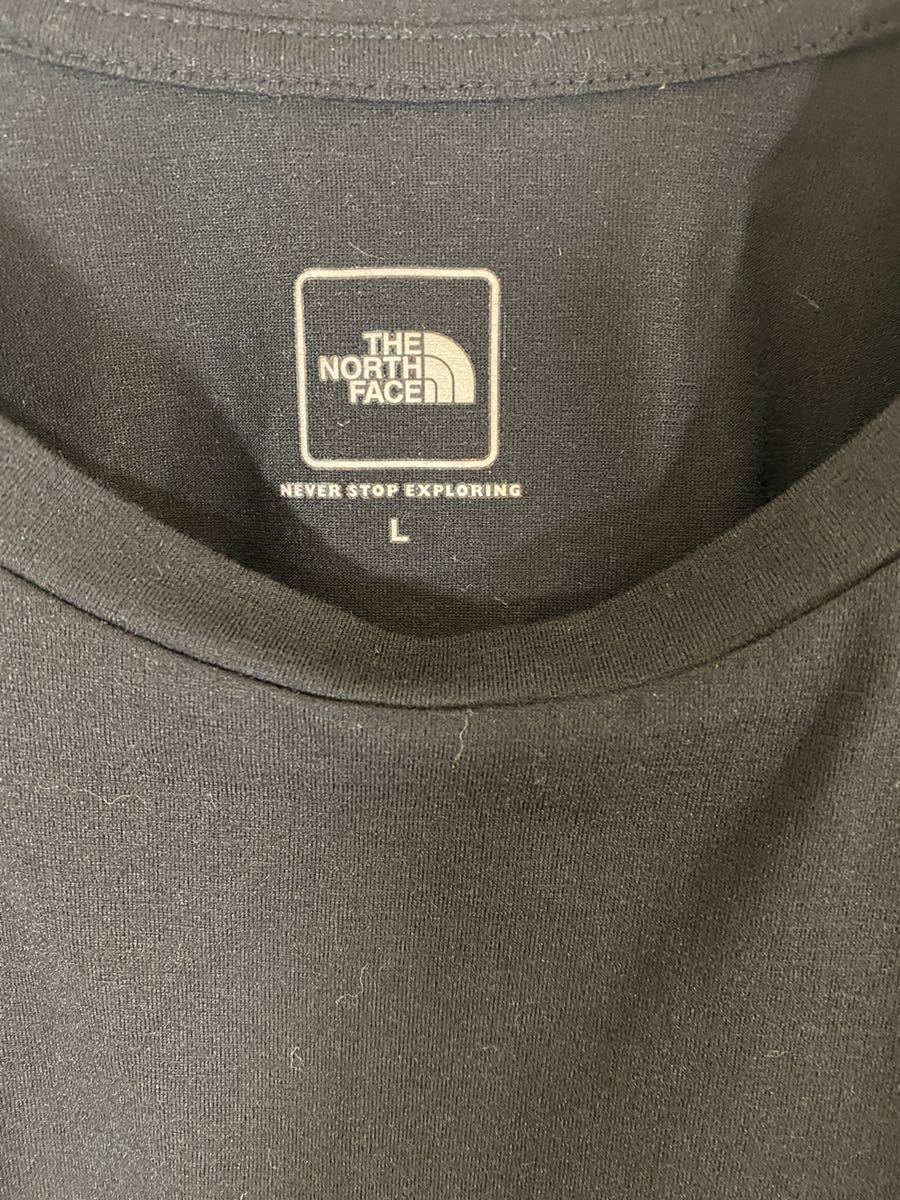 THE
NORTH
FACE
NEVER STOP EXPLORING
L